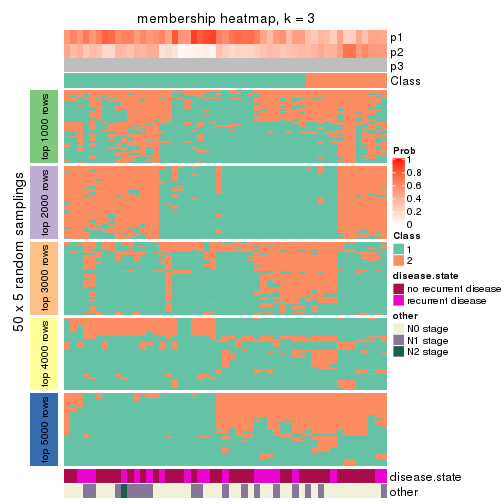 membership heatmap, k = 3
p1
p2
p3
Class
50 x 5 random samplings
top 1000 rows
top 2000 rows
top 3000 rows
top 4000 rows
top 5000 rows
disease.state
other
Prob
1
0.8
0.6
0.4
0.2
0
Class
1
2
disease.state
no recurrent disease
recurrent disease
other
N0 stage
N1 stage
N2 stage